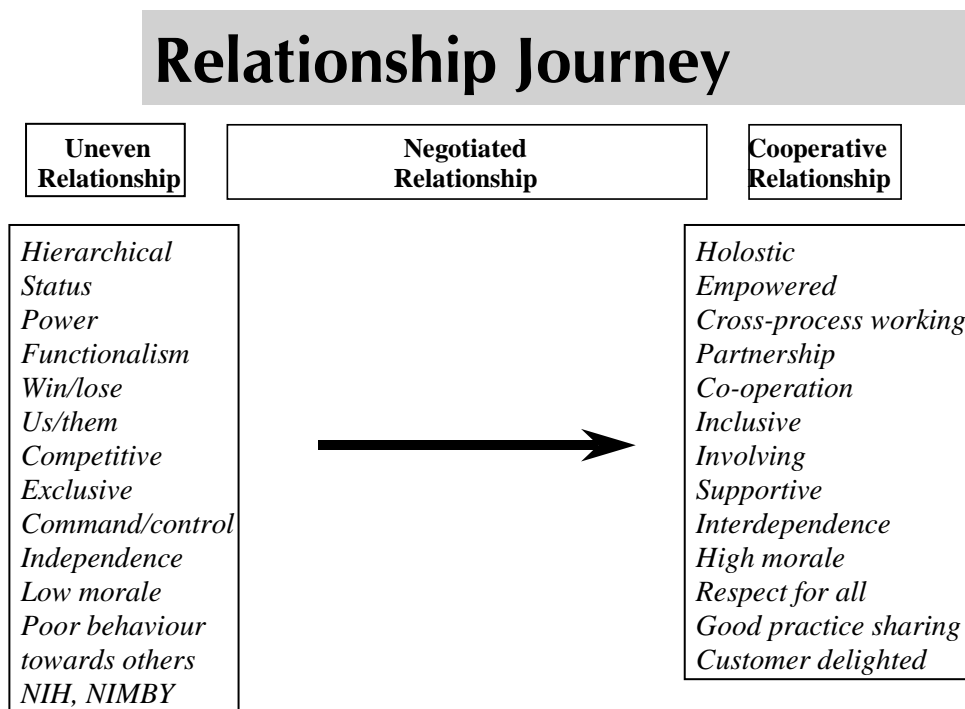 Relationship Journey
Uneven
Relationship
Negotiated
Relationship
Cooperative
Relationship
Hierarchical
Status
Power
Functionalism
Win/lose
Us/them
Competitive
Exclusive
Command/control
Independence
Low morale
Poor behaviour
towards others
NIH, NIMBY
Holostic
Empowered
Cross-process working
Partnership
Co-operation
Inclusive
Involving
Supportive
Interdependence
High morale
Respect for all
Good practice sharing
Customer delighted